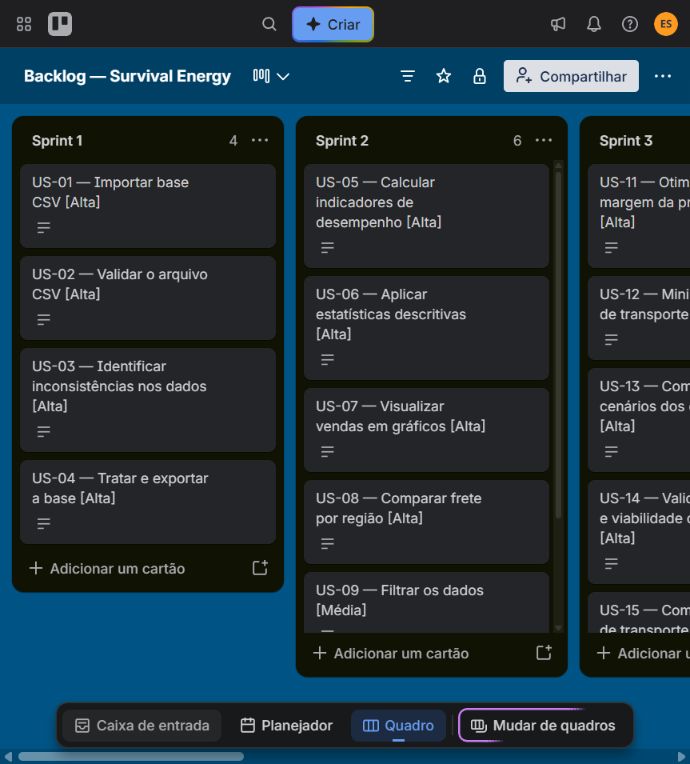 Criar
ES
Backlog — Survival Energy
Compartilhar
Sprint 1
4
US-01 — Importar base
CSV [Alta]
US-02 — Validar o arquivo
CSV [Alta]
US-03 — Identificar
inconsistências nos dados
[Alta]
US-04 — Tratar e exportar
a base [Alta]
Adicionar um cartão
Sprint 2
6
US-05 — Calcular
indicadores de
desempenho [Alta]
US-06 — Aplicar
estatísticas descritivas
[Alta]
US-07 — Visualizar
vendas em gráficos [Alta]
US-08 — Comparar frete
por região [Alta]
US-09 — Filtrar os dados
[Média]
Adicionar um cartão
Sprint 3
US-11 — Otim
margem da pr
[Alta]
US-12 — Mini
de transporte
US-13 — Com
cenários dos
[Alta]
US-14 — Valid
e viabilidade
[Alta]
US-15 — Com
de transporte
Adicionar u
Caixa de entrada
Planejador
Quadro
Mudar de quadros